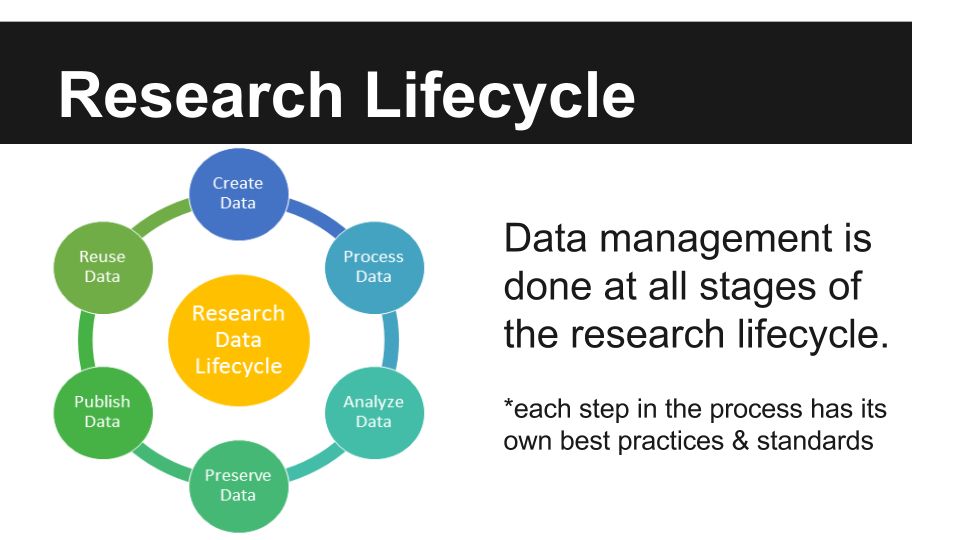 Research Lifecycle
Create
Data
Process
Data
Analyze
Data
Preserve
Data
Publish
Data
Reuse
Data
Research
Data
Lifecycle
Data management is
done at all stages of
the research lifecycle.
*each step in the process has its
own best practices & standards